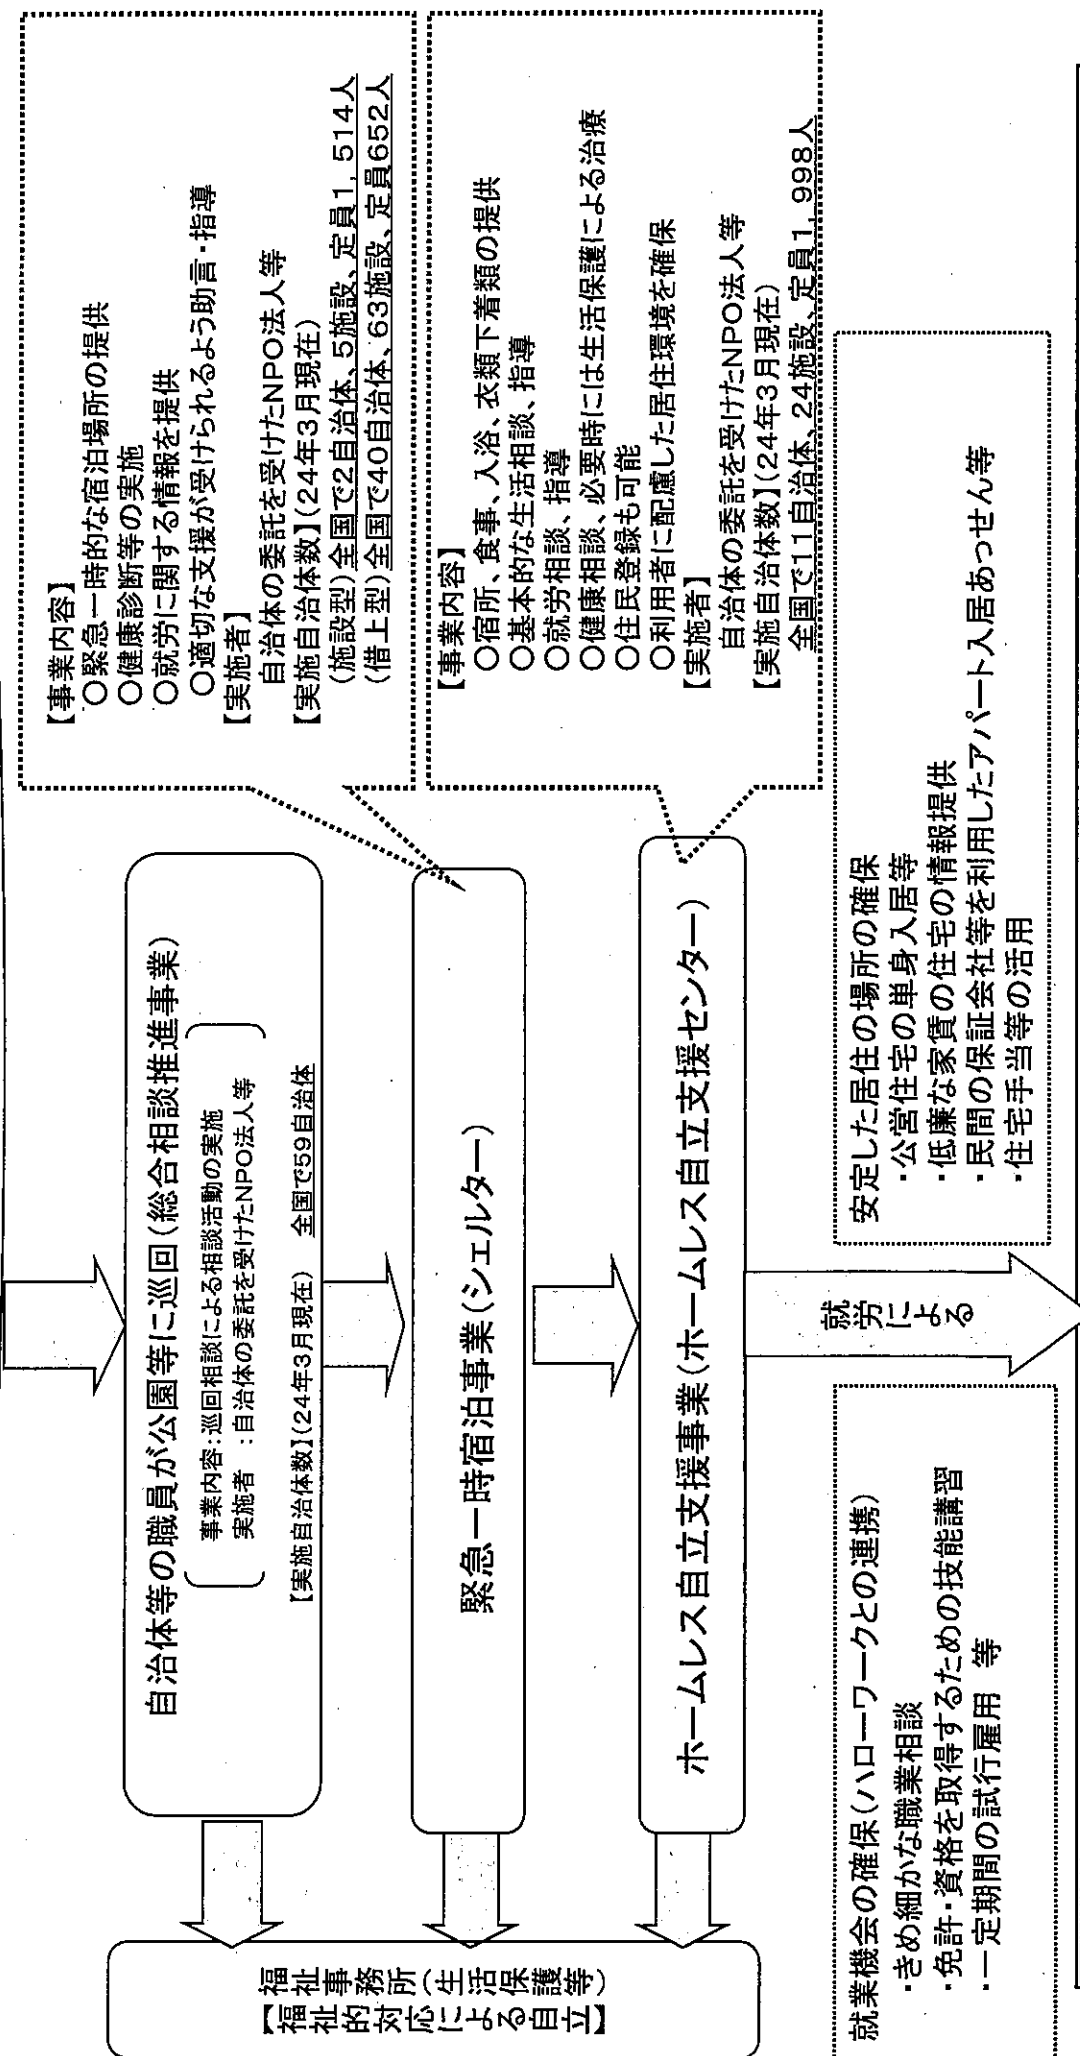 自治体等の職員が公園等に巡回(総合相談推進事業)
事業内容:巡回相談による相談活動の実施
実施者 :自治体の委託を受けたNPO法人等
【実施自治体数】(24年3月現在) 全国で59自治体
緊急一時宿泊事業(シェルター)
【事業内容】
○緊急一時的な宿泊場所の提供
○健康診断等の実施
○就労に関する情報を提供
○適切な支援が受けられるよう助言・指導
【実施者】
自治体の委託を受けたNPO法人等
【実施自治体数】(24年3月現在)
(施設型)全国で2自治体、5施設、定員1,514人
(借上型)全国で40自治体、63施設、定員652人
ホームレス自立支援事業(ホームレス自立支援センター)
【事業内容】
○宿所、食事、入浴、衣類下着類の提供
○基本的な生活相談、指導
○就労相談、指導
○健康相談、必要時には生活保護による治療
○住民登録も可能
○利用者に配慮した居住環境を確保
【実施者】
自治体の委託を受けたNPO法人等
【実施自治体数】(24年3月現在)
全国で11自治体、24施設、定員1,998人
福祉事務所(生活保護等)
【福祉的対応による自立】
就業機会の確保(ハローワークとの連携)
・きめ細かな職業相談
・免許・資格を取得するための技能講習
・一定期間の試行雇用 等
就労
による
安定した居住の場所の確保
・公営住宅の単身入居等
・低廉な家賃の住宅の情報提供
・民間の保証会社等を利用したアパート入居あっせん等
・住宅手当等の活用